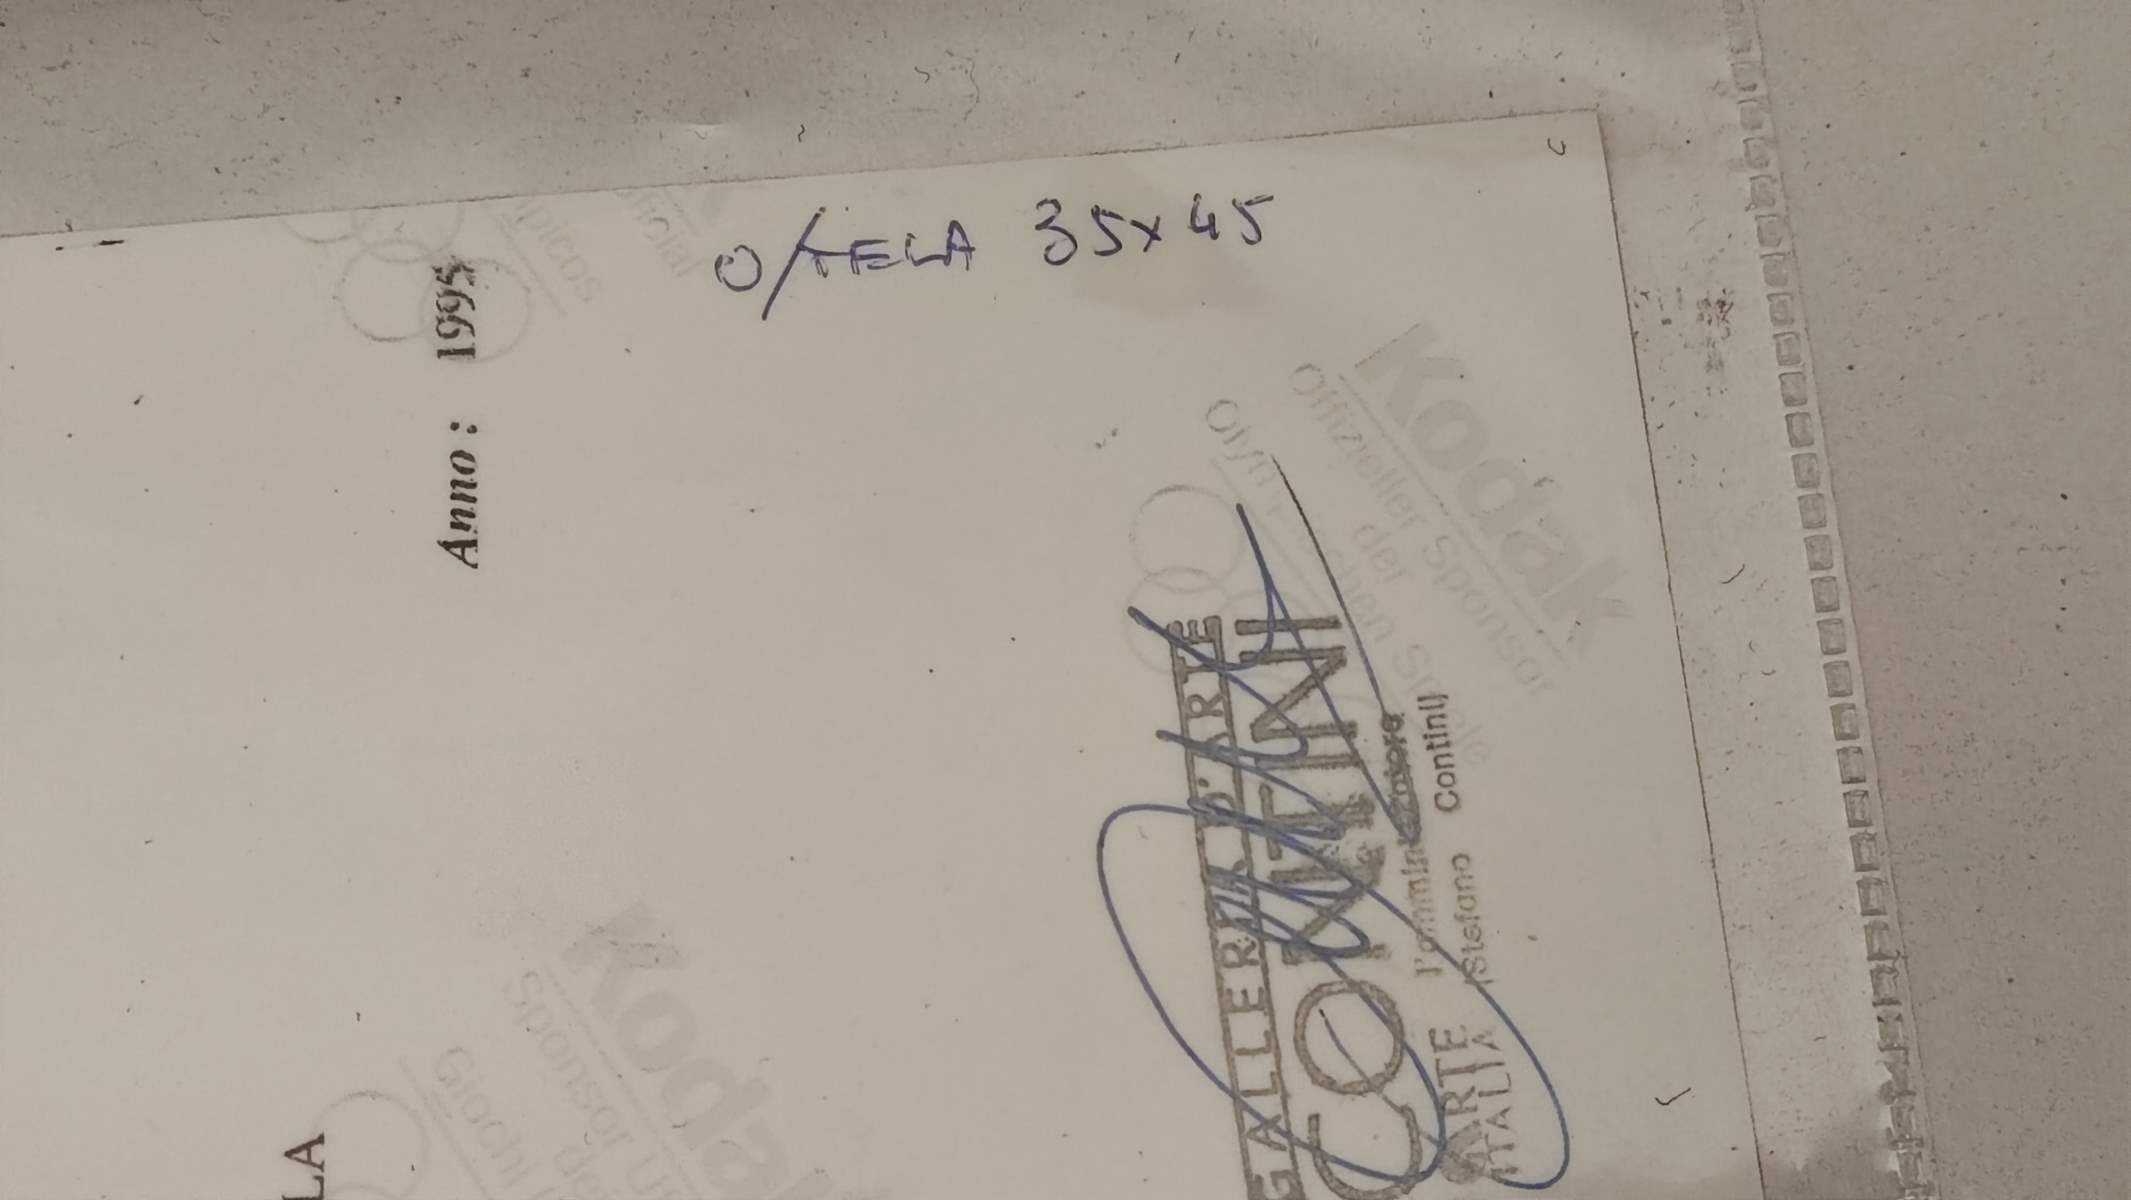 O/TELA 35x45
Anno: 1995
LA
GALLERIA D'ARTE
CONTINI
l'amministratore
(Stefano Contini)
ARTE
ITALIA
Kodak
Offizieller Sponsor
der
Kodak
Sponsor
Giochi